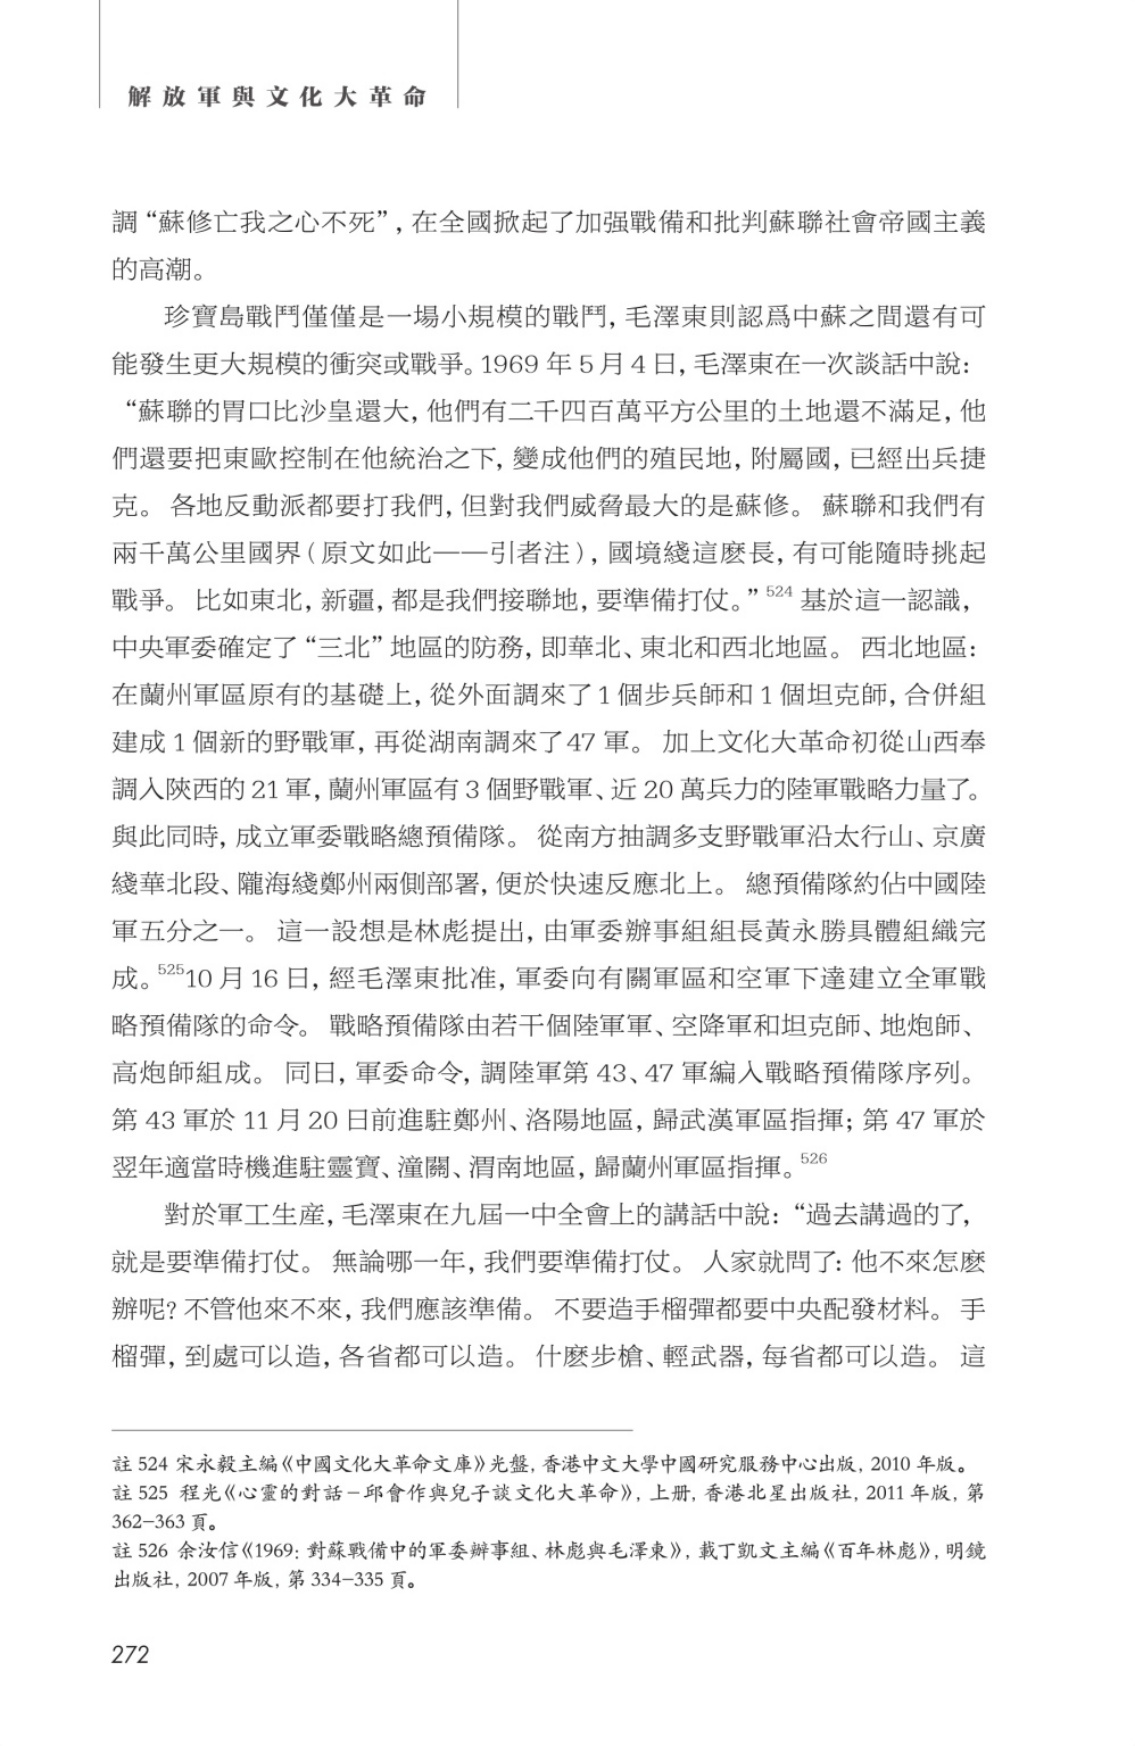 解放軍與文化大革命
調“蘇修亡我之心不死”, 在全國掀起了加强戰備和批判蘇聯社會帝國主義
的高潮。
珍寶島戰鬥僅僅是一場小規模的戰鬥, 毛澤東則認爲中蘇之間還有可
能發生更大規模的衝突或戰爭。1969 年 5 月 4 日, 毛澤東在一次談話中說:
“蘇聯的胃口比沙皇還大, 他們有二千四百萬平方公里的土地還不滿足, 他
們還要把東歐控制在他統治之下, 變成他們的殖民地, 附屬國, 已經出兵捷
克。 各地反動派都要打我們, 但對我們威脅最大的是蘇修。 蘇聯和我們有
兩千萬公里國界（原文如此——引者注）, 國境綫這麽長, 有可能隨時挑起
戰爭。 比如東北, 新疆, 都是我們接聯地, 要準備打仗。”524 基於這一認識,
中央軍委確定了“三北”地區的防務, 即華北、東北和西北地區。 西北地區:
在蘭州軍區原有的基礎上, 從外面調來了 1 個步兵師和 1 個坦克師, 合併組
建成 1 個新的野戰軍, 再從湖南調來了 47 軍。 加上文化大革命初從山西奉
調入陝西的 21 軍, 蘭州軍區有 3 個野戰軍、近 20 萬兵力的陸軍戰略力量了。
與此同時, 成立軍委戰略總預備隊。 從南方抽調多支野戰軍沿太行山、京廣
綫華北段、隴海綫鄭州兩側部署, 便於快速反應北上。 總預備隊約佔中國陸
軍五分之一。 這一設想是林彪提出, 由軍委辦事組組長黃永勝具體組織完
成。52510 月 16 日, 經毛澤東批准, 軍委向有關軍區和空軍下達建立全軍戰
略預備隊的命令。 戰略預備隊由若干個陸軍軍、空降軍和坦克師、地炮師、
高炮師組成。 同日, 軍委命令, 調陸軍第 43、47 軍編入戰略預備隊序列。
第 43 軍於 11 月 20 日前進駐鄭州、洛陽地區, 歸武漢軍區指揮; 第 47 軍於
翌年適當時機進駐靈寶、潼關、渭南地區, 歸蘭州軍區指揮。526
對於軍工生産, 毛澤東在九屆一中全會上的講話中說: “過去講過的了,
就是要準備打仗。 無論哪一年, 我們要準備打仗。 人家就問了: 他不來怎麽
辦呢? 不管他來不來, 我們應該準備。 不要造手榴彈都要中央配發材料。 手
榴彈, 到處可以造, 各省都可以造。 什麽步槍、輕武器, 每省都可以造。 這
註 524 宋永毅主編《中國文化大革命文庫》光盤, 香港中文大學中國研究服務中心出版, 2010 年版。
註 525 程光《心靈的對話－邱會作與兒子談文化大革命》, 上册, 香港北星出版社, 2011 年版, 第
362–363 頁。
註 526 余汝信《1969: 對蘇戰備中的軍委辦事組、林彪與毛澤東》, 載丁凱文主編《百年林彪》, 明鏡
出版社, 2007 年版, 第 334–335 頁。
272